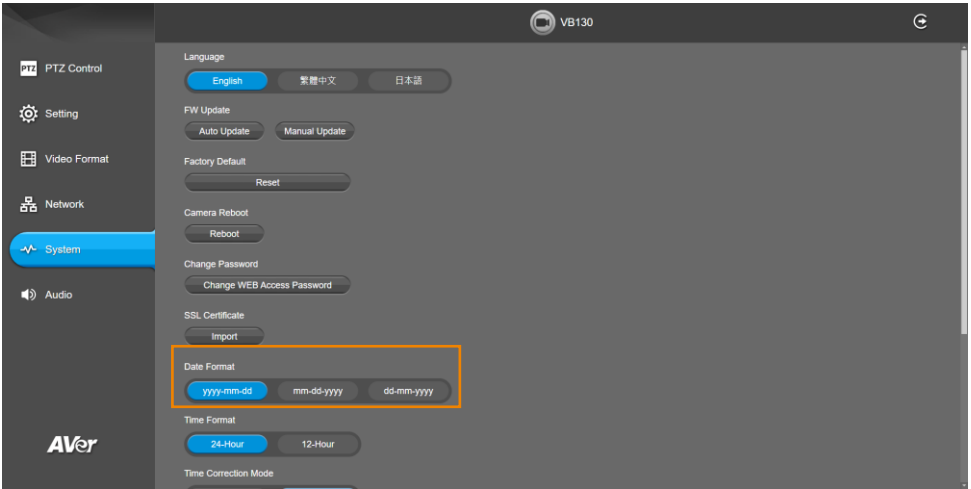 VB130
PTZ PTZ Control
Setting
Video Format
Network
System
Audio
AVer
Language
English 繁體中文 日本語
FW Update
Auto Update Manual Update
Factory Default
Reset
Camera Reboot
Reboot
Change Password
Change WEB Access Password
SSL Certificate
Import
Date Format
yyyy-mm-dd mm-dd-yyyy dd-mm-yyyy
Time Format
24-Hour 12-Hour
Time Correction Mode